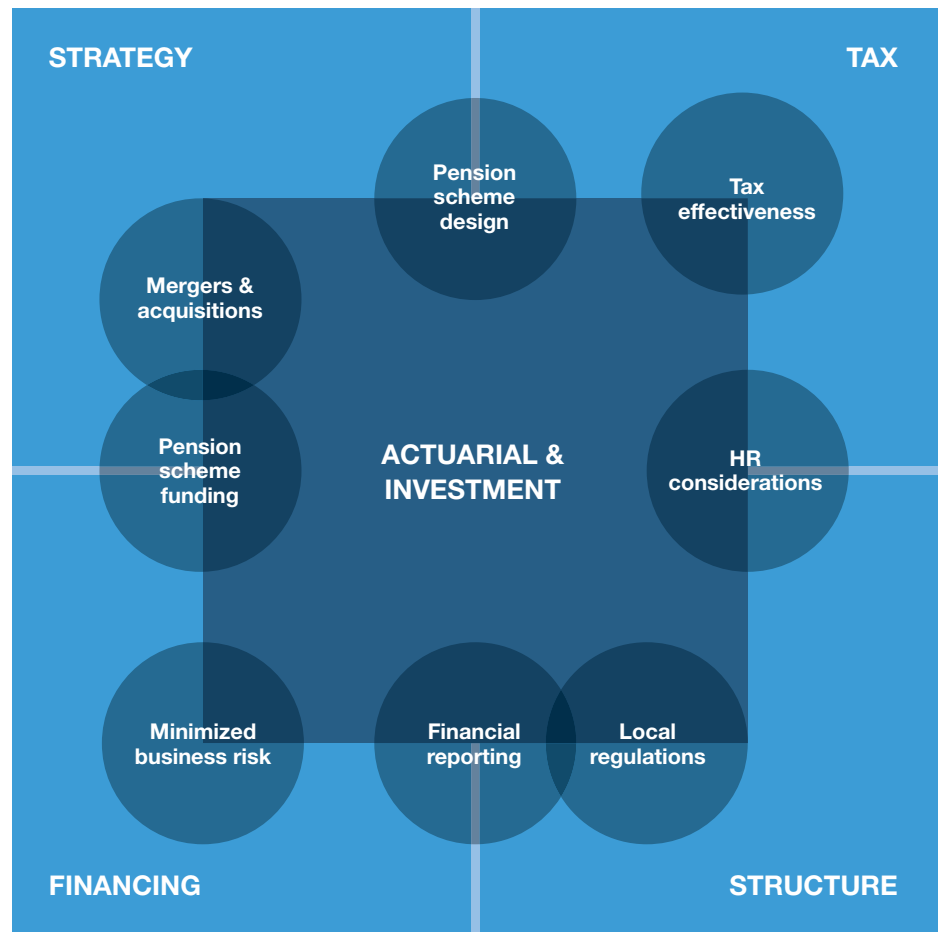 STRATEGY
TAX
Pension
scheme
design
Tax
effectiveness
Mergers &
acquisitions
Pension
scheme
funding
ACTUARIAL &
INVESTMENT
HR
considerations
Minimized
business risk
Financial
reporting
Local
regulations
FINANCING
STRUCTURE